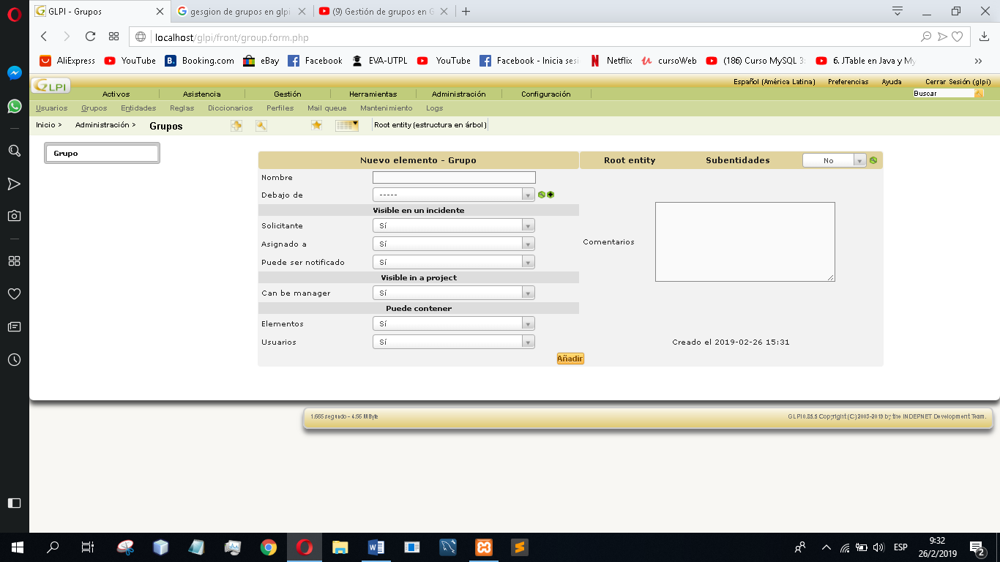 GLPI - Grupos
gesgion de grupos en glpi
(9) Gestión de grupos en G
localhost/glpi/front/group.form.php
AliExpress
YouTube
Booking.com
eBay
Facebook
EVA-UTPL
YouTube
Facebook - Inicia sesi
Netflix
cursoWeb
(186) Curso MySQL 3
6. JTable en Java y My
GLPI
Español (América Latina) Preferencias Ayuda Cerrar Sesión (glpi)
Activos Asistencia Gestión Herramientas Administración Configuración
Buscar
Usuarios Grupos Entidades Reglas Diccionarios Perfiles Mail queue Mantenimiento Logs
Inicio > Administración > Grupos
Root entity (estructura en árbol)
Grupo
Nuevo elemento - Grupo Root entity Subentidades No
Nombre
Debajo de -----
Visible en un incidente
Solicitante Sí
Asignado a Sí
Puede ser notificado Sí
Comentarios
Visible in a project
Can be manager Sí
Puede contener
Elementos Sí
Usuarios Sí
Creado el 2019-02-26 15:31
Añadir
1.665 segundo - 4.56 MByte
GLPI 0.85.5 Copyright (C) 2003-2019 by the INDEPNET Development Team.
ESP
9:32
26/2/2019
2